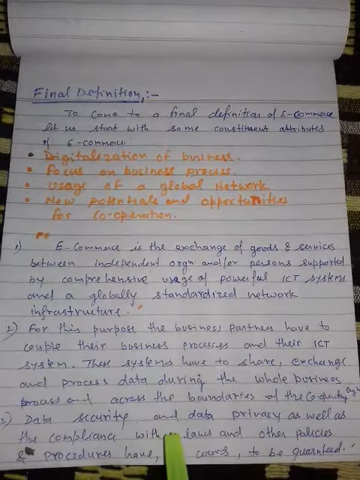 Final Definition:-
To come to a final definition of E-Commerce
let us start with some constituent attributes
of E-commerce
• Digitalization of business.
• Focus on business process.
• Usage of a global Network.
• New potentials and opportunities
for co-operation.
"
1) E-Commerce is the exchange of goods & services
between independent orgn and/or persons supported
by comprehensive usage of powerful ICT systems
and a globally standardized network
infrastructure.
2) For this purpose the business partners have to
couple their business processes and their ICT
system. These systems have to share, exchange
and process data during the whole business
process and across the boundaries of the Co-outing
3) Data security and data privacy as well as
the compliance with laws and other policies
& procedures have, cours, to be guaranted.